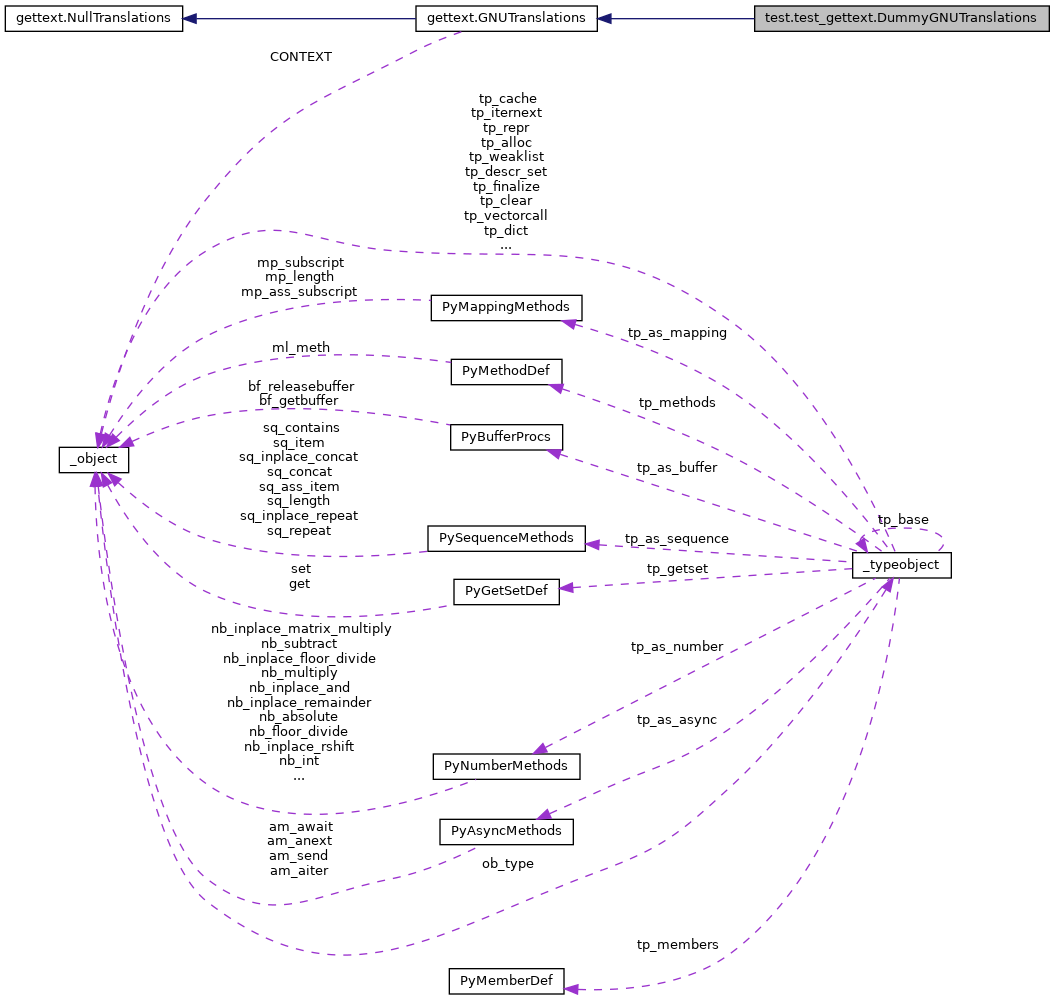 gettext.NullTranslations
gettext.GNUTranslations
test.test_gettext.DummyGNUTranslations
CONTEXT
tp_cache
tp_iternext
tp_repr
tp_alloc
tp_weaklist
tp_descr_set
tp_finalize
tp_clear
tp_vectorcall
tp_dict
...
mp_subscript
mp_length
mp_ass_subscript
PyMappingMethods
tp_as_mapping
ml_meth
PyMethodDef
tp_methods
bf_releasebuffer
bf_getbuffer
PyBufferProcs
tp_as_buffer
_object
sq_contains
sq_item
sq_inplace_concat
sq_concat
sq_ass_item
sq_length
sq_inplace_repeat
sq_repeat
PySequenceMethods
tp_as_sequence
tp_base
_typeobject
set
get
PyGetSetDef
tp_getset
nb_inplace_matrix_multiply
nb_subtract
nb_inplace_floor_divide
nb_multiply
nb_inplace_and
nb_inplace_remainder
nb_absolute
nb_floor_divide
nb_inplace_rshift
nb_int
...
PyNumberMethods
tp_as_number
tp_as_async
am_await
am_anext
am_send
am_aiter
PyAsyncMethods
ob_type
tp_members
PyMemberDef